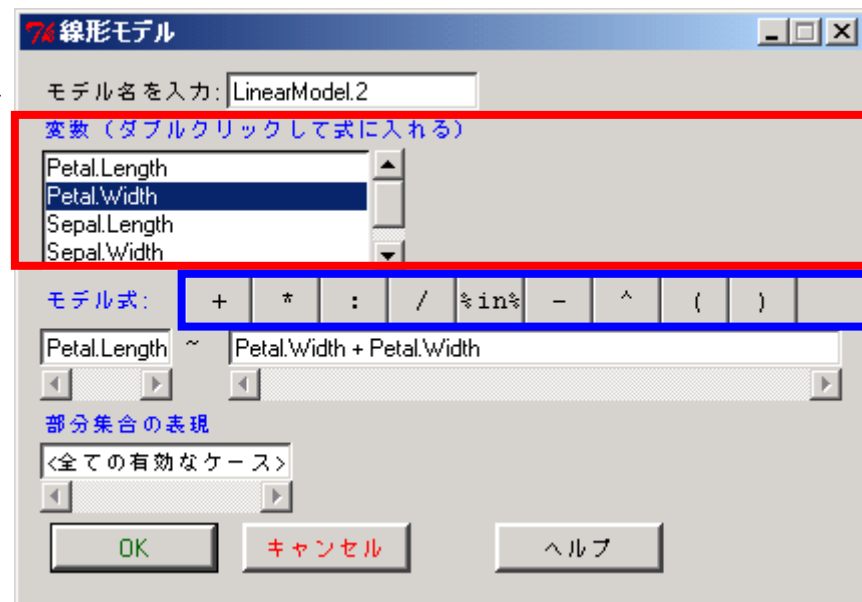 線形モデル
モデル名を入力: LinearModel.2
変数（ダブルクリックして式に入れる）
Petal.Length
Petal.Width
Sepal.Length
Sepal.Width
モデル式: + * : / %in% - ^ ( )
Petal.Length ~ Petal.Width + Petal.Width
部分集合の表現
<全ての有効なケース>
OK キャンセル ヘルプ